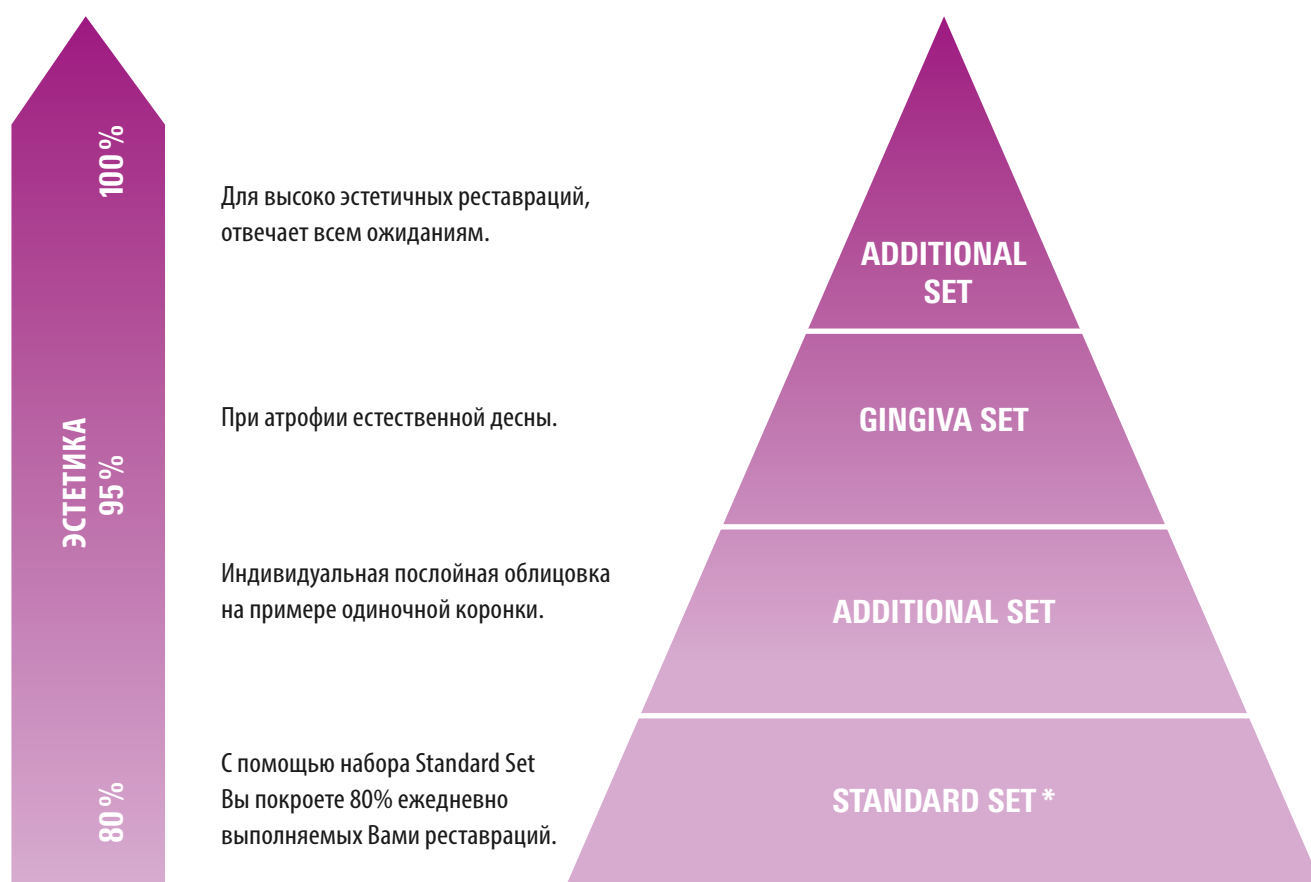 100 %
Для высоко эстетичных реставраций,
отвечает всем ожиданиям.
ADDITIONAL
SET
При атрофии естественной десны.
GINGIVA SET
ЭСТЕТИКА
95 %
Индивидуальная послойная облицовка
на примере одиночной коронки.
ADDITIONAL SET
80 %
С помощью набора Standard Set
Вы покроете 80% ежедневно
выполняемых Вами реставраций.
STANDARD SET *